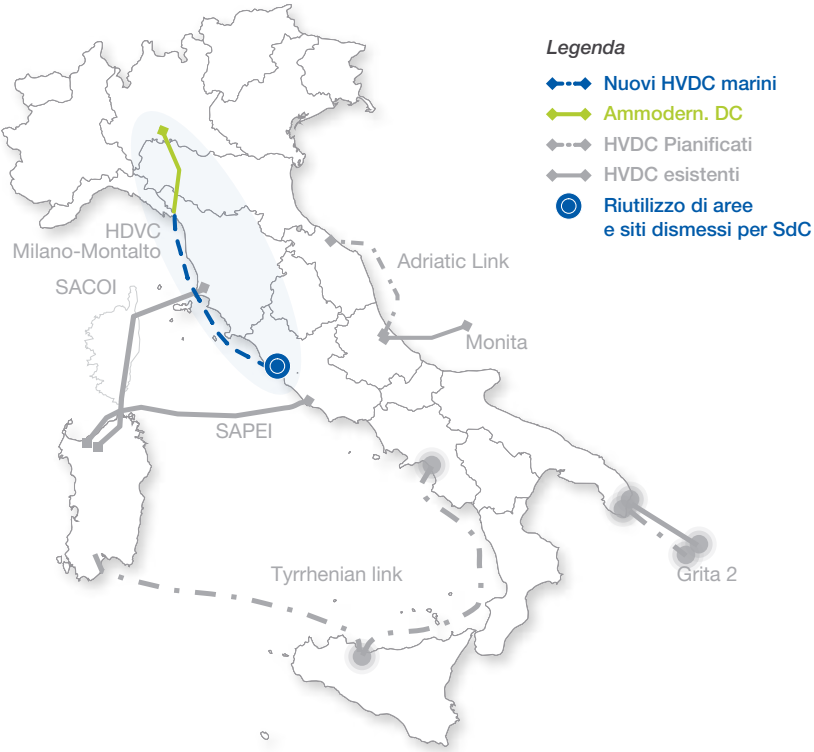 Legenda
Nuovi HVDC marini
Ammodern. DC
HVDC Pianificati
HVDC esistenti
Riutilizzo di aree
e siti dismessi per SdC
HDVC
Milano-Montalto
SACOI
Adriatic Link
Monita
SAPEI
Tyrrhenian link
Grita 2